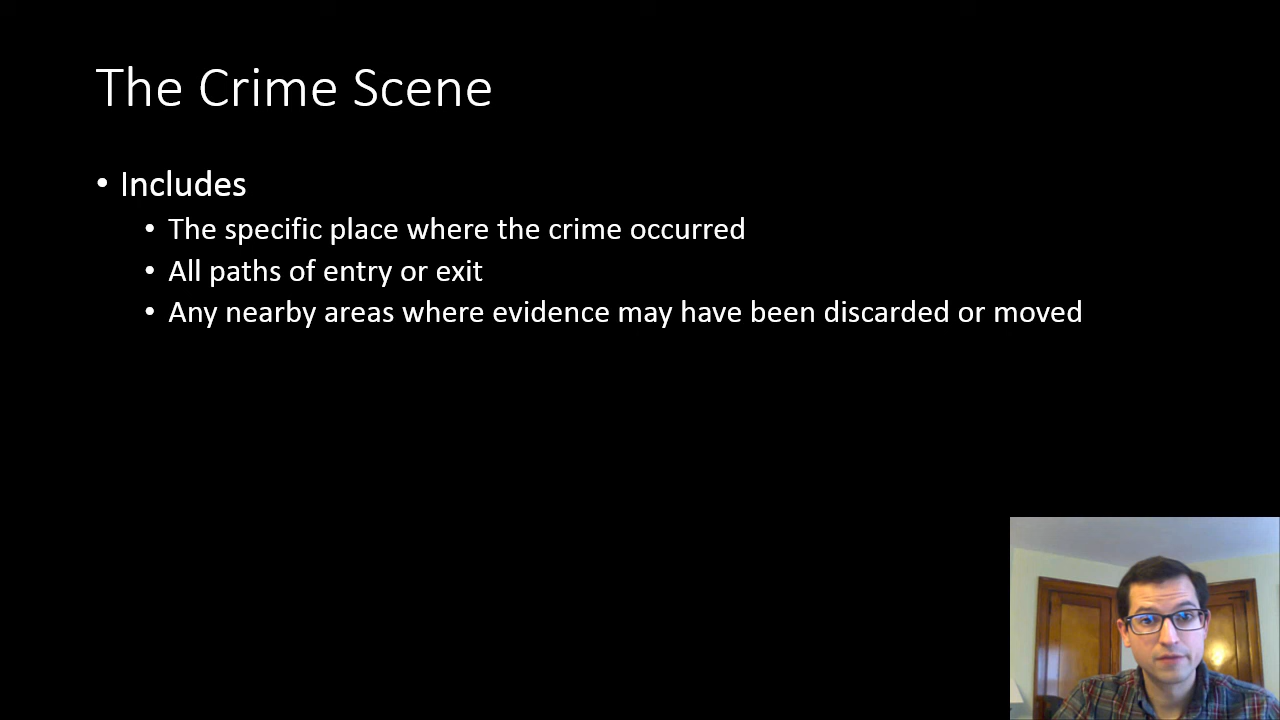 The Crime Scene
• Includes
• The specific place where the crime occurred
• All paths of entry or exit
• Any nearby areas where evidence may have been discarded or moved